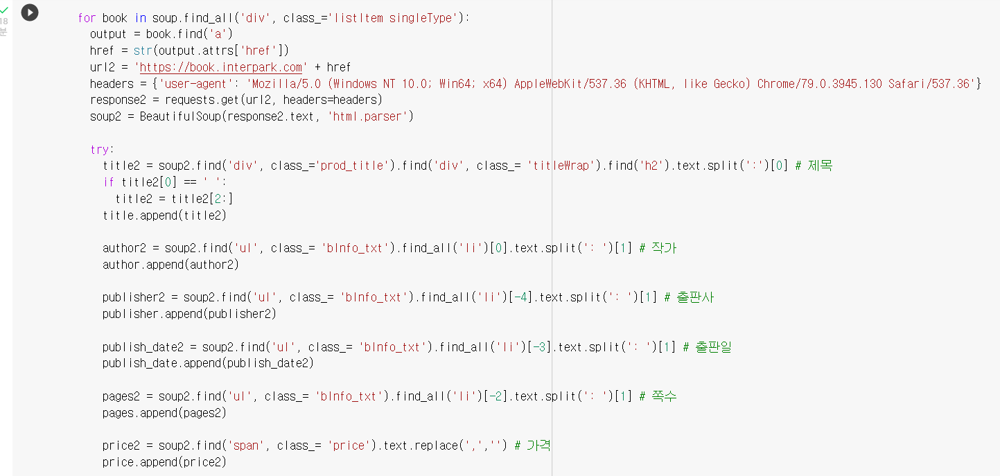 18
분
for book in soup.find_all('div', class_='listItem singleType'):
output = book.find('a')
href = str(output.attrs['href'])
url2 = 'https://book.interpark.com' + href
headers = {'user-agent': 'Mozilla/5.0 (Windows NT 10.0; Win64; x64) AppleWebKit/537.36 (KHTML, like Gecko) Chrome/79.0.3945.130 Safari/537.36'}
response2 = requests.get(url2, headers=headers)
soup2 = BeautifulSoup(response2.text, 'html.parser')
try:
title2 = soup2.find('div', class_='prod_title').find('div', class_= 'titleWrap').find('h2').text.split(':')[0] # 제목
if title2[0] == ' ':
title2 = title2[2:]
title.append(title2)
author2 = soup2.find('ul', class_= 'bInfo_txt').find_all('li')[0].text.split(': ')[1] # 작가
author.append(author2)
publisher2 = soup2.find('ul', class_= 'bInfo_txt').find_all('li')[-4].text.split(': ')[1] # 출판사
publisher.append(publisher2)
publish_date2 = soup2.find('ul', class_= 'bInfo_txt').find_all('li')[-3].text.split(': ')[1] # 출판일
publish_date.append(publish_date2)
pages2 = soup2.find('ul', class_= 'bInfo_txt').find_all('li')[-2].text.split(': ')[1] # 쪽수
pages.append(pages2)
price2 = soup2.find('span', class_= 'price').text.replace(',','') # 가격
price.append(price2)